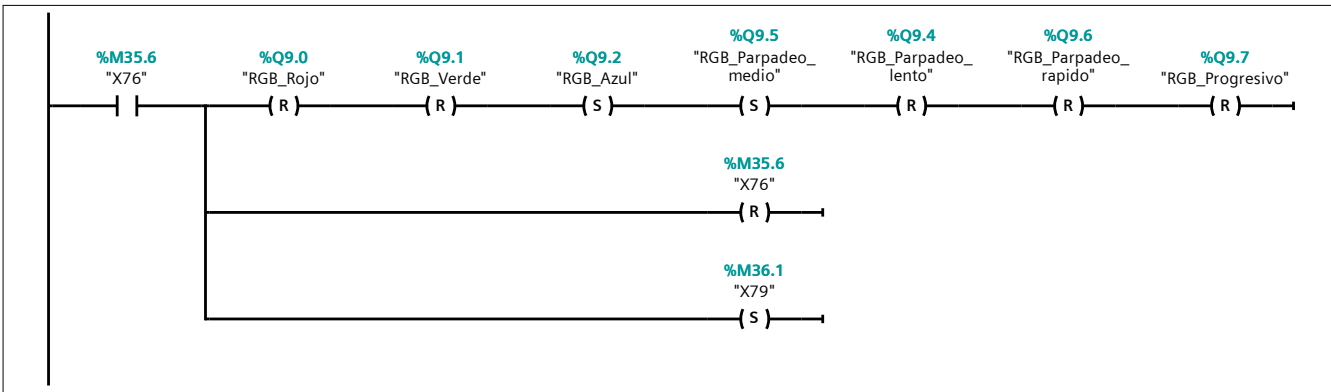 %M35.6
"X76"
%Q9.0
"RGB_Rojo"
%Q9.1
"RGB_Verde"
%Q9.2
"RGB_Azul"
%Q9.5
"RGB_Parpadeo_
medio"
%Q9.4
"RGB_Parpadeo_
lento"
%Q9.6
"RGB_Parpadeo_
rapido"
%Q9.7
"RGB_Progresivo"
R
R
S
S
R
R
R
%M35.6
"X76"
R
%M36.1
"X79"
S